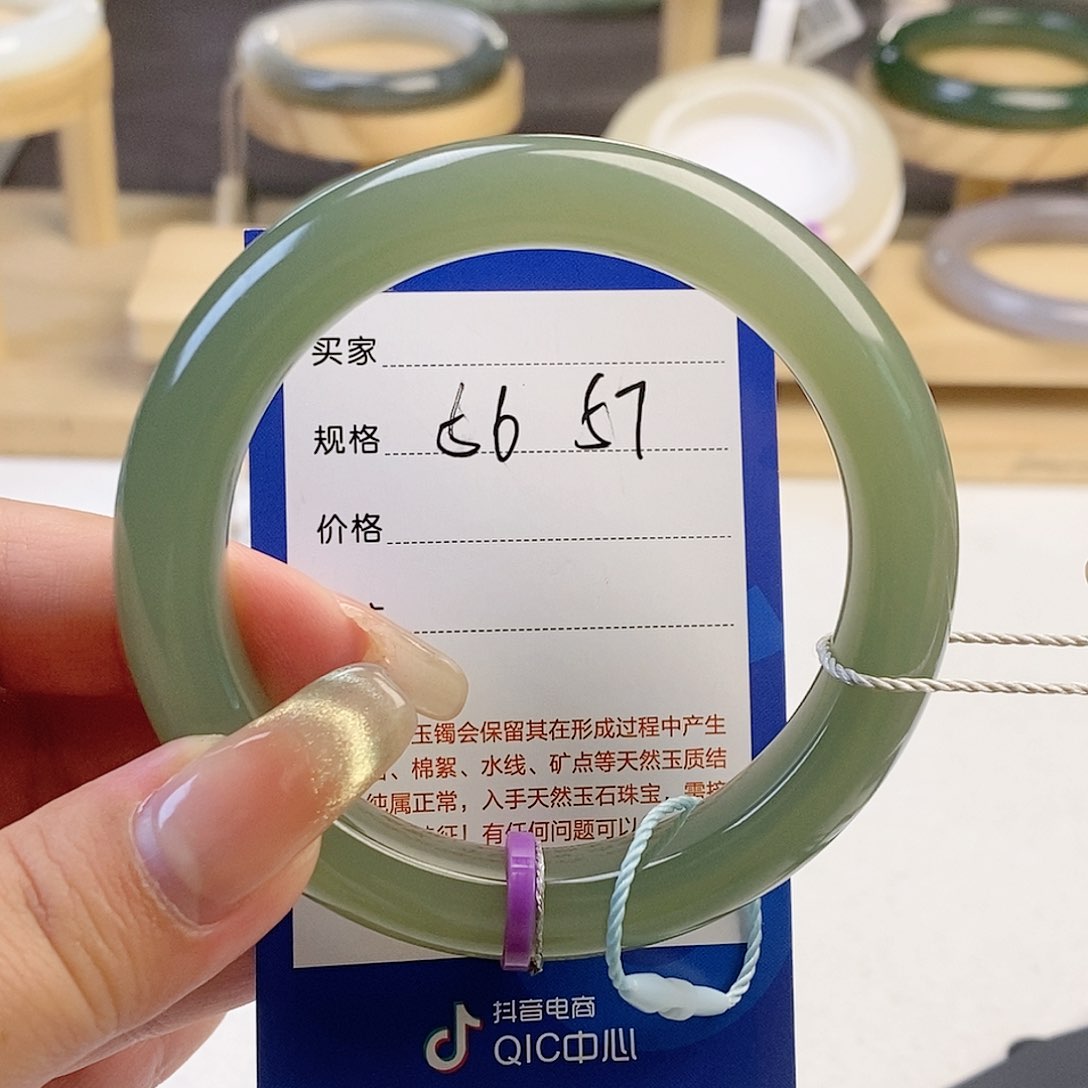 买家
规格 56 57
价格
玉镯会保留其在形成过程中产生
、棉絮、水线、矿点等天然玉质结
纯属正常，入手天然玉石珠宝，需接
征！有任何问题可以
抖音电商
QIC中心